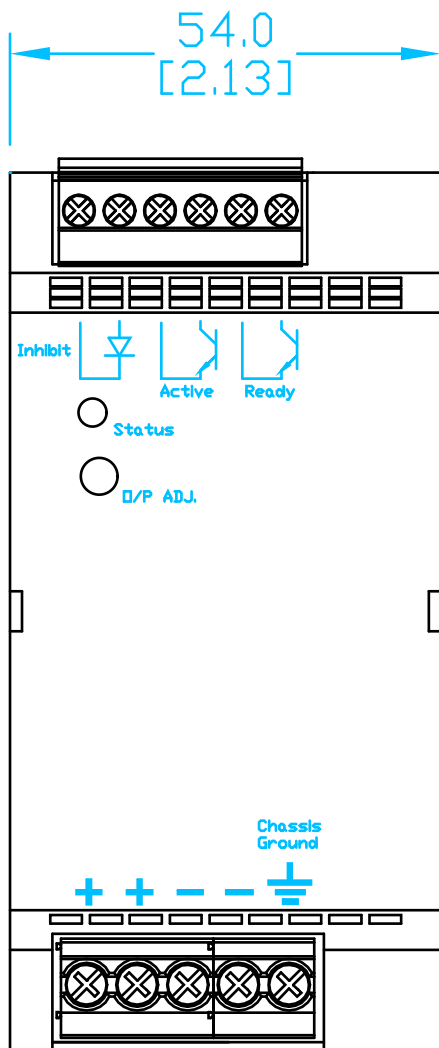 54.0
[2.13]
Inhibit
Active
Ready
Status
O/P ADJ.
Chassis
Ground
+ + - -